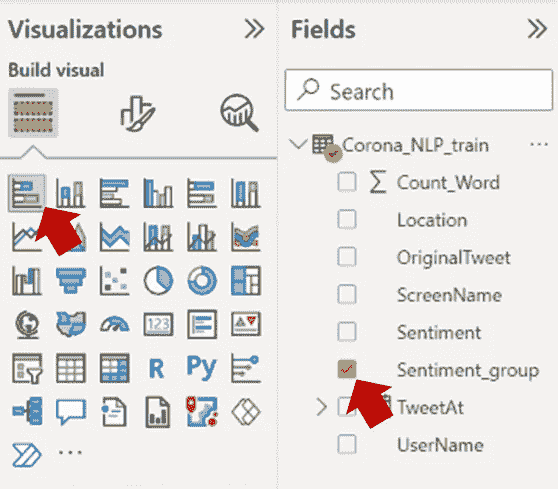 Visualizations >>
Build visual
123
R Py
...
Fields >>
Search
Corona_NLP_train ...
Σ Count_Word
Location
OriginalTweet
ScreenName
Sentiment
Sentiment_group
TweetAt
UserName